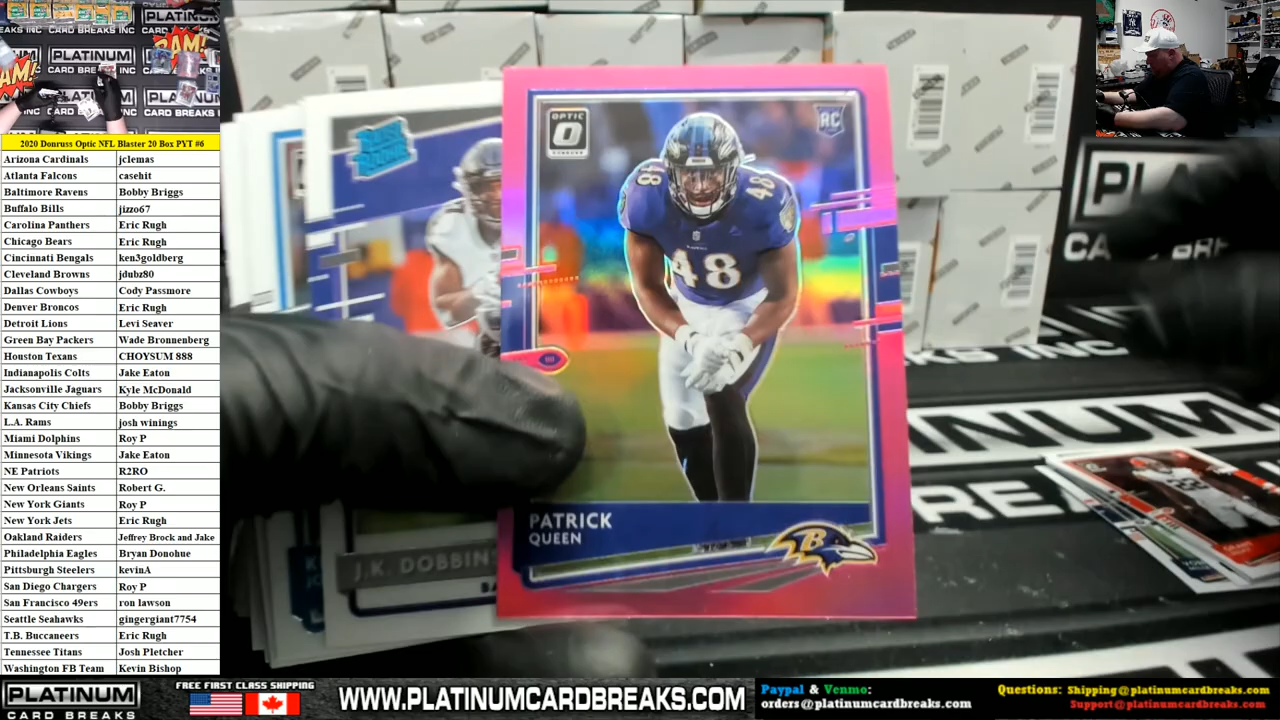 2020 Donruss Optic NFL Blaster 20 Box PYT #6
Arizona Cardinals jclemas
Atlanta Falcons casehit
Baltimore Ravens Bobby Briggs
Buffalo Bills jizzo67
Carolina Panthers Eric Rugh
Chicago Bears Eric Rugh
Cincinnati Bengals ken3goldberg
Cleveland Browns jdubz80
Dallas Cowboys Cody Passmore
Denver Broncos Eric Rugh
Detroit Lions Levi Seaver
Green Bay Packers Wade Bronnenberg
Houston Texans CHOYSUM 888
Indianapolis Colts Jake Eaton
Jacksonville Jaguars Kyle McDonald
Kansas City Chiefs Bobby Briggs
L.A. Rams josh winings
Miami Dolphins Roy P
Minnesota Vikings Jake Eaton
NE Patriots R2RO
New Orleans Saints Robert G.
New York Giants Roy P
New York Jets Eric Rugh
Oakland Raiders Jeffrey Brock and Jake
Philadelphia Eagles Bryan Donohue
Pittsburgh Steelers kevinA
San Diego Chargers Roy P
San Francisco 49ers ron lawson
Seattle Seahawks gingergiant7754
T.B. Buccaneers Eric Rugh
Tennessee Titans Josh Pletcher
Washington FB Team Kevin Bishop
OPTIC
RC
48
48
48
PATRICK
QUEEN
B
J.K. DOBBIN
PLATINUM
CARD BREAKS INC
BAM!
PL
CA
INUM
REA
PLATINUM
CARD BREAKS
FREE FIRST CLASS SHIPPING
WWW.PLATINUMCARDBREAKS.COM
Paypal & Venmo:
orders@platinumcardbreaks.com
Questions: Shipping@platinumcardbreaks.com
Support@platinumcardbreaks.com